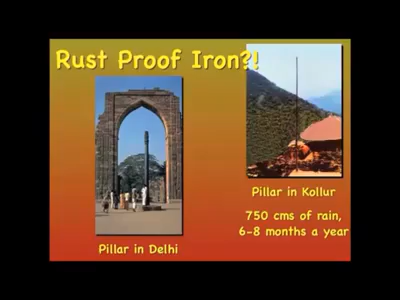 Rust Proof Iron?!
Pillar in Kollur
750 cms of rain,
6-8 months a year
Pillar in Delhi